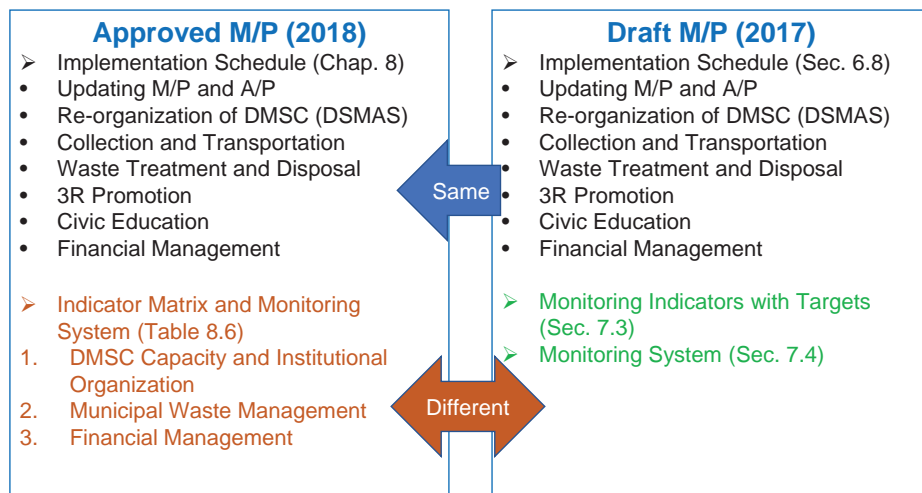 Approved M/P (2018)
➢ Implementation Schedule (Chap. 8)
• Updating M/P and A/P
• Re-organization of DMSC (DSMAS)
• Collection and Transportation
• Waste Treatment and Disposal
• 3R Promotion
• Civic Education
• Financial Management
➢ Indicator Matrix and Monitoring
System (Table 8.6)
1. DMSC Capacity and Institutional
Organization
2. Municipal Waste Management
3. Financial Management
Same
Different
Draft M/P (2017)
➢ Implementation Schedule (Sec. 6.8)
• Updating M/P and A/P
• Re-organization of DMSC (DSMAS)
• Collection and Transportation
• Waste Treatment and Disposal
• 3R Promotion
• Civic Education
• Financial Management
➢ Monitoring Indicators with Targets
(Sec. 7.3)
➢ Monitoring System (Sec. 7.4)